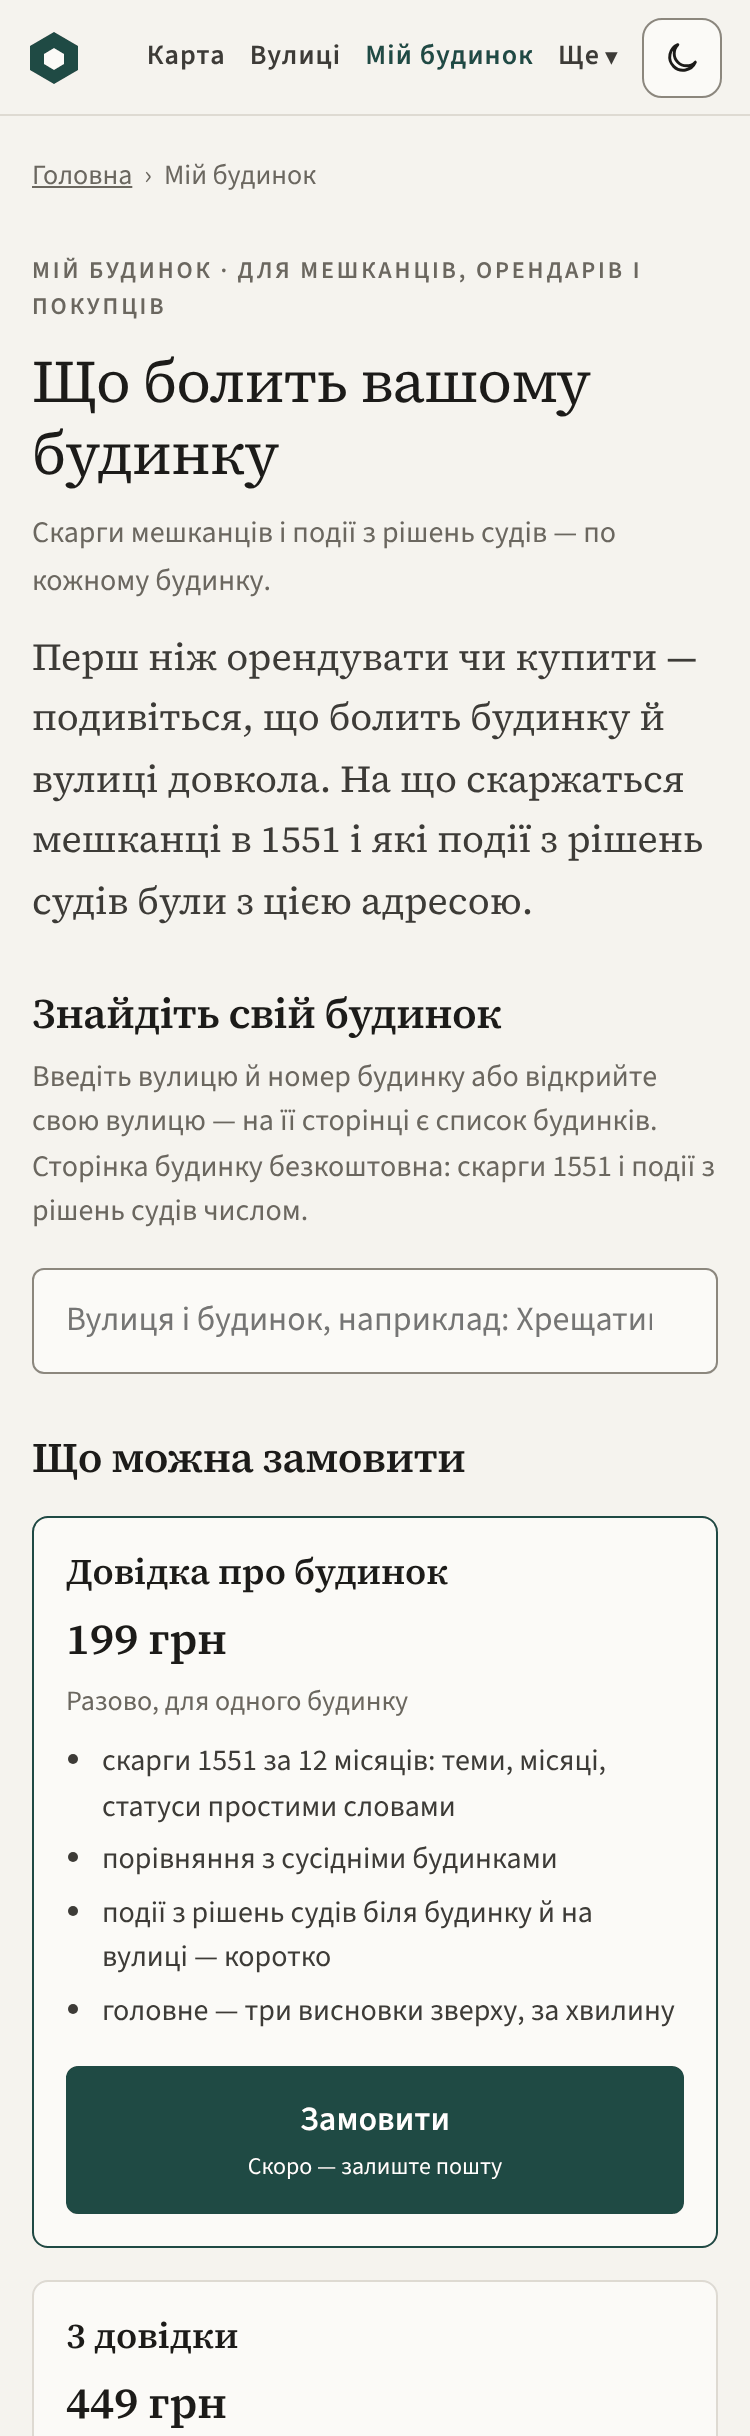 Карта Вулиці Мій будинок Ще ▾
Головна › Мій будинок
МІЙ БУДИНОК · ДЛЯ МЕШКАНЦІВ, ОРЕНДАРІВ І
ПОКУПЦІВ
Що болить вашому
будинку
Скарги мешканців і події з рішень судів — по
кожному будинку.
Перш ніж орендувати чи купити —
подивіться, що болить будинку й
вулиці довкола. На що скаржаться
мешканці в 1551 і які події з рішень
судів були з цією адресою.
Знайдіть свій будинок
Введіть вулицю й номер будинку або відкрийте
свою вулицю — на її сторінці є список будинків.
Сторінка будинку безкоштовна: скарги 1551 і події з
рішень судів числом.
Вулиця і будинок, наприклад:
Що можна замовити
Довідка про будинок
199 грн
Разово, для одного будинку
• скарги 1551 за 12 місяців: теми, місяці,
статуси простими словами
• порівняння з сусідніми будинками
• події з рішень судів біля будинку й на
вулиці — коротко
• головне — три висновки зверху, за хвилину
Замовити
Скоро — залиште пошту
3 довідки
449 грн